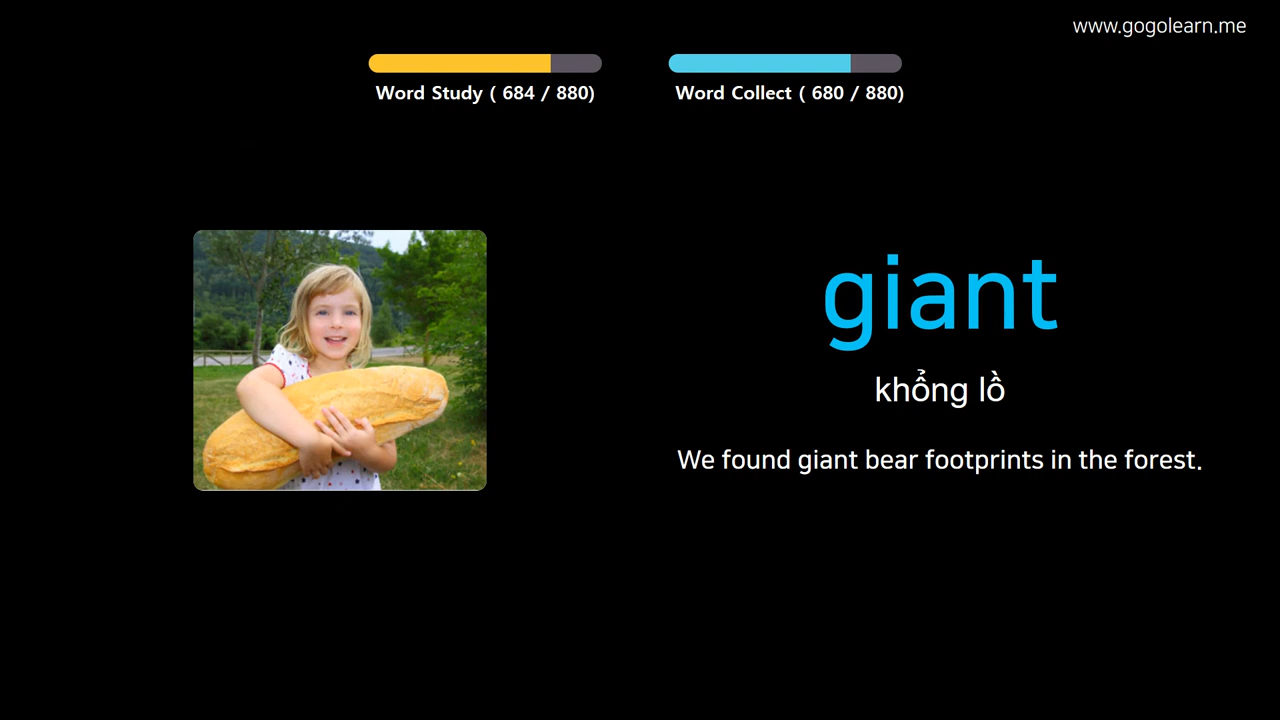 www.gogolearn.me
Word Study ( 684 / 880)
Word Collect ( 680 / 880)
giant
khổng lồ
We found giant bear footprints in the forest.